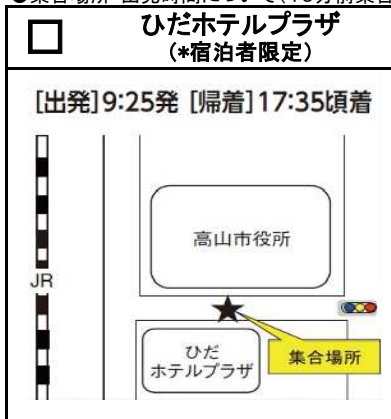 □ ひだホテルプラザ
(*宿泊者限定)
[出発]9:25発 [帰着]17:35頃着
高山市役所
JR
ひだ
ホテルプラザ
集合場所